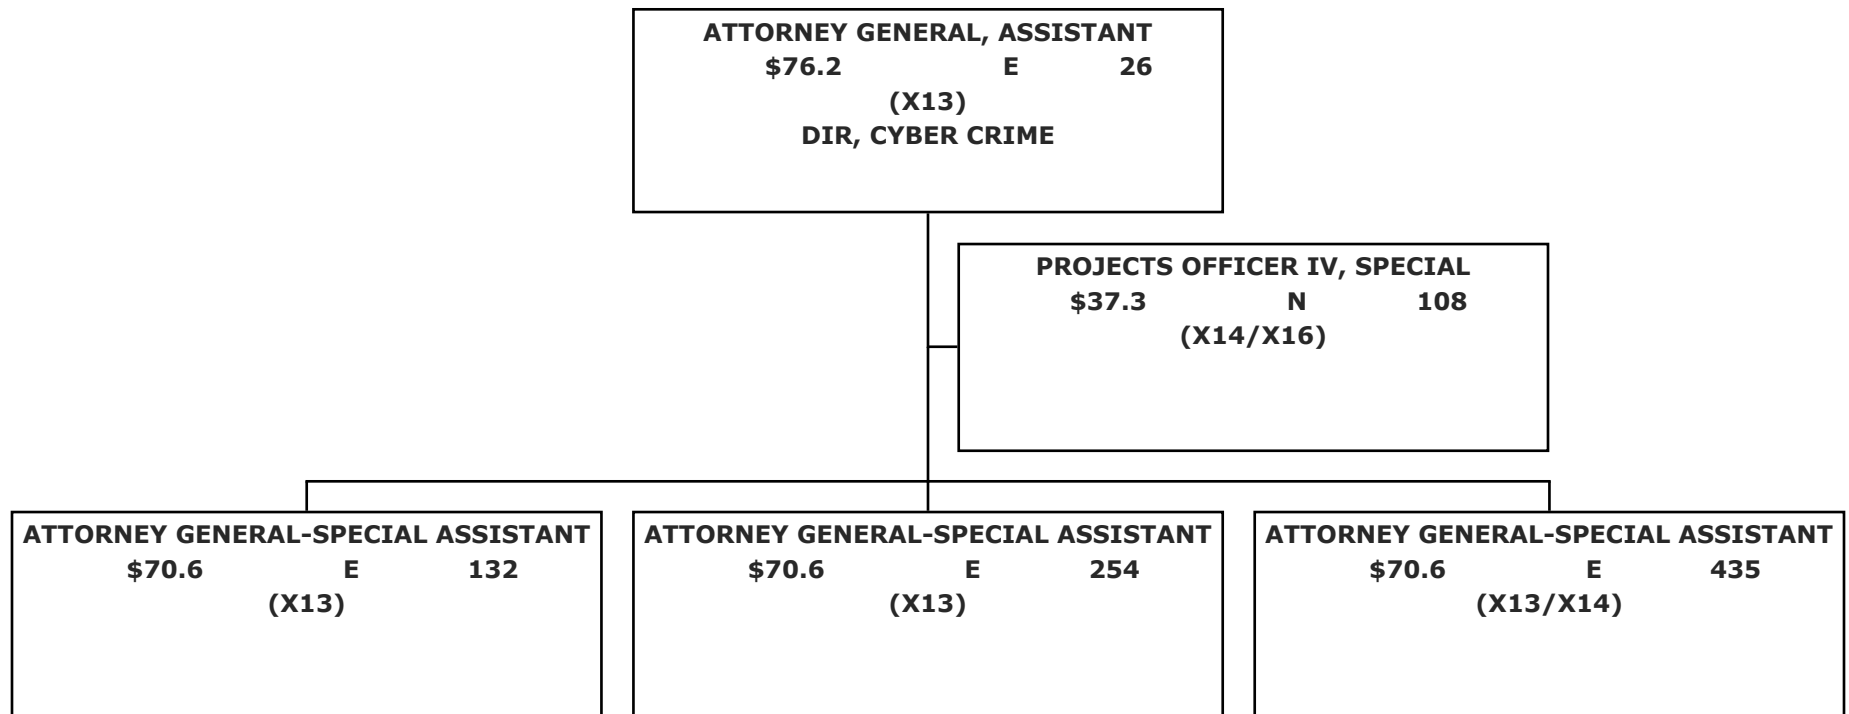 ATTORNEY GENERAL, ASSISTANT
$76.2 E 26
(X13)
DIR, CYBER CRIME
PROJECTS OFFICER IV, SPECIAL
$37.3 N 108
(X14/X16)
ATTORNEY GENERAL-SPECIAL ASSISTANT
$70.6 E 132
(X13)
ATTORNEY GENERAL-SPECIAL ASSISTANT
$70.6 E 254
(X13)
ATTORNEY GENERAL-SPECIAL ASSISTANT
$70.6 E 435
(X13/X14)